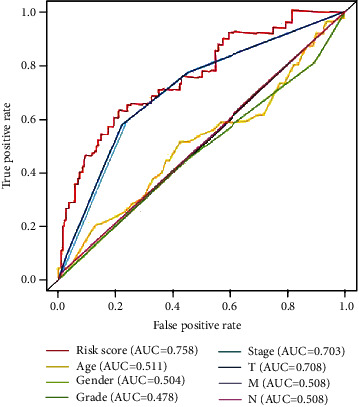 1.0
0.8
0.6
0.4
0.2
0.0
True positive rate
0.0 0.2 0.4 0.6 0.8 1.0
False positive rate
Risk score (AUC=0.758)
Age (AUC=0.511)
Gender (AUC=0.504)
Grade (AUC=0.478)
Stage (AUC=0.703)
T (AUC=0.708)
M (AUC=0.508)
N (AUC=0.508)